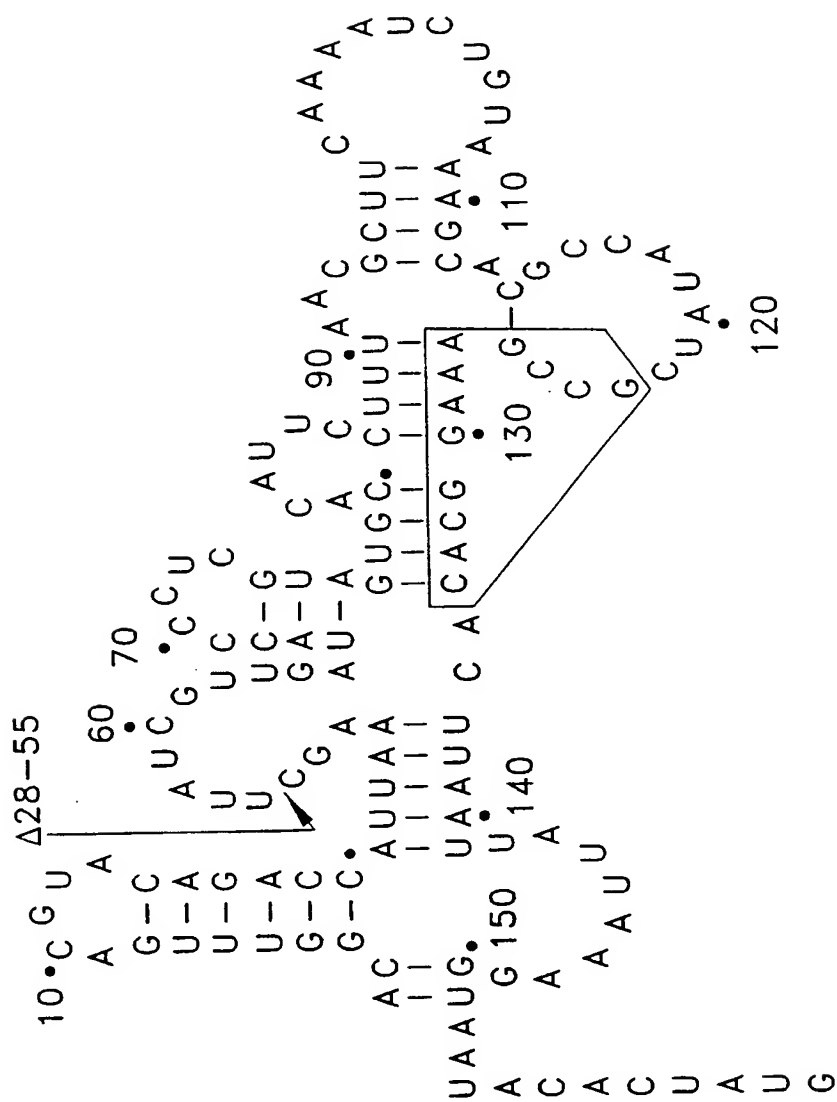 Δ28-55
10 C G U A
A
G-C
U-A
U-G
U-A
G-C
G-C
A C
60 70
U U A U C G C C U C
C G A
U C
U C-G
G A-U
A U-A
A C C
A U U
A U U A A
G U G C C U U U
90
A A C
G C U U
C A A A A U C U G U A
C G A A
110
A
C A C G G A A A
130
G-C G C C A U A U C G C C
120
C A
U A A U U
140
U A U U A A A G
150
U A A U G
A C A C U A U G